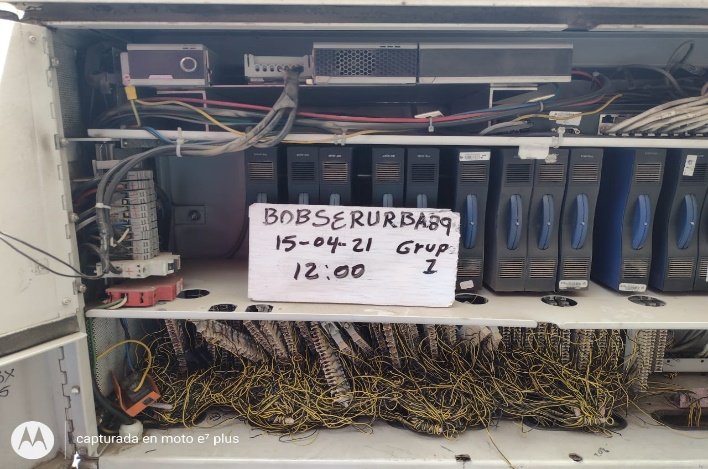 BOBSERURBA89
15-04-21 Grup
12:00 I
capturada en moto e⁷ plus